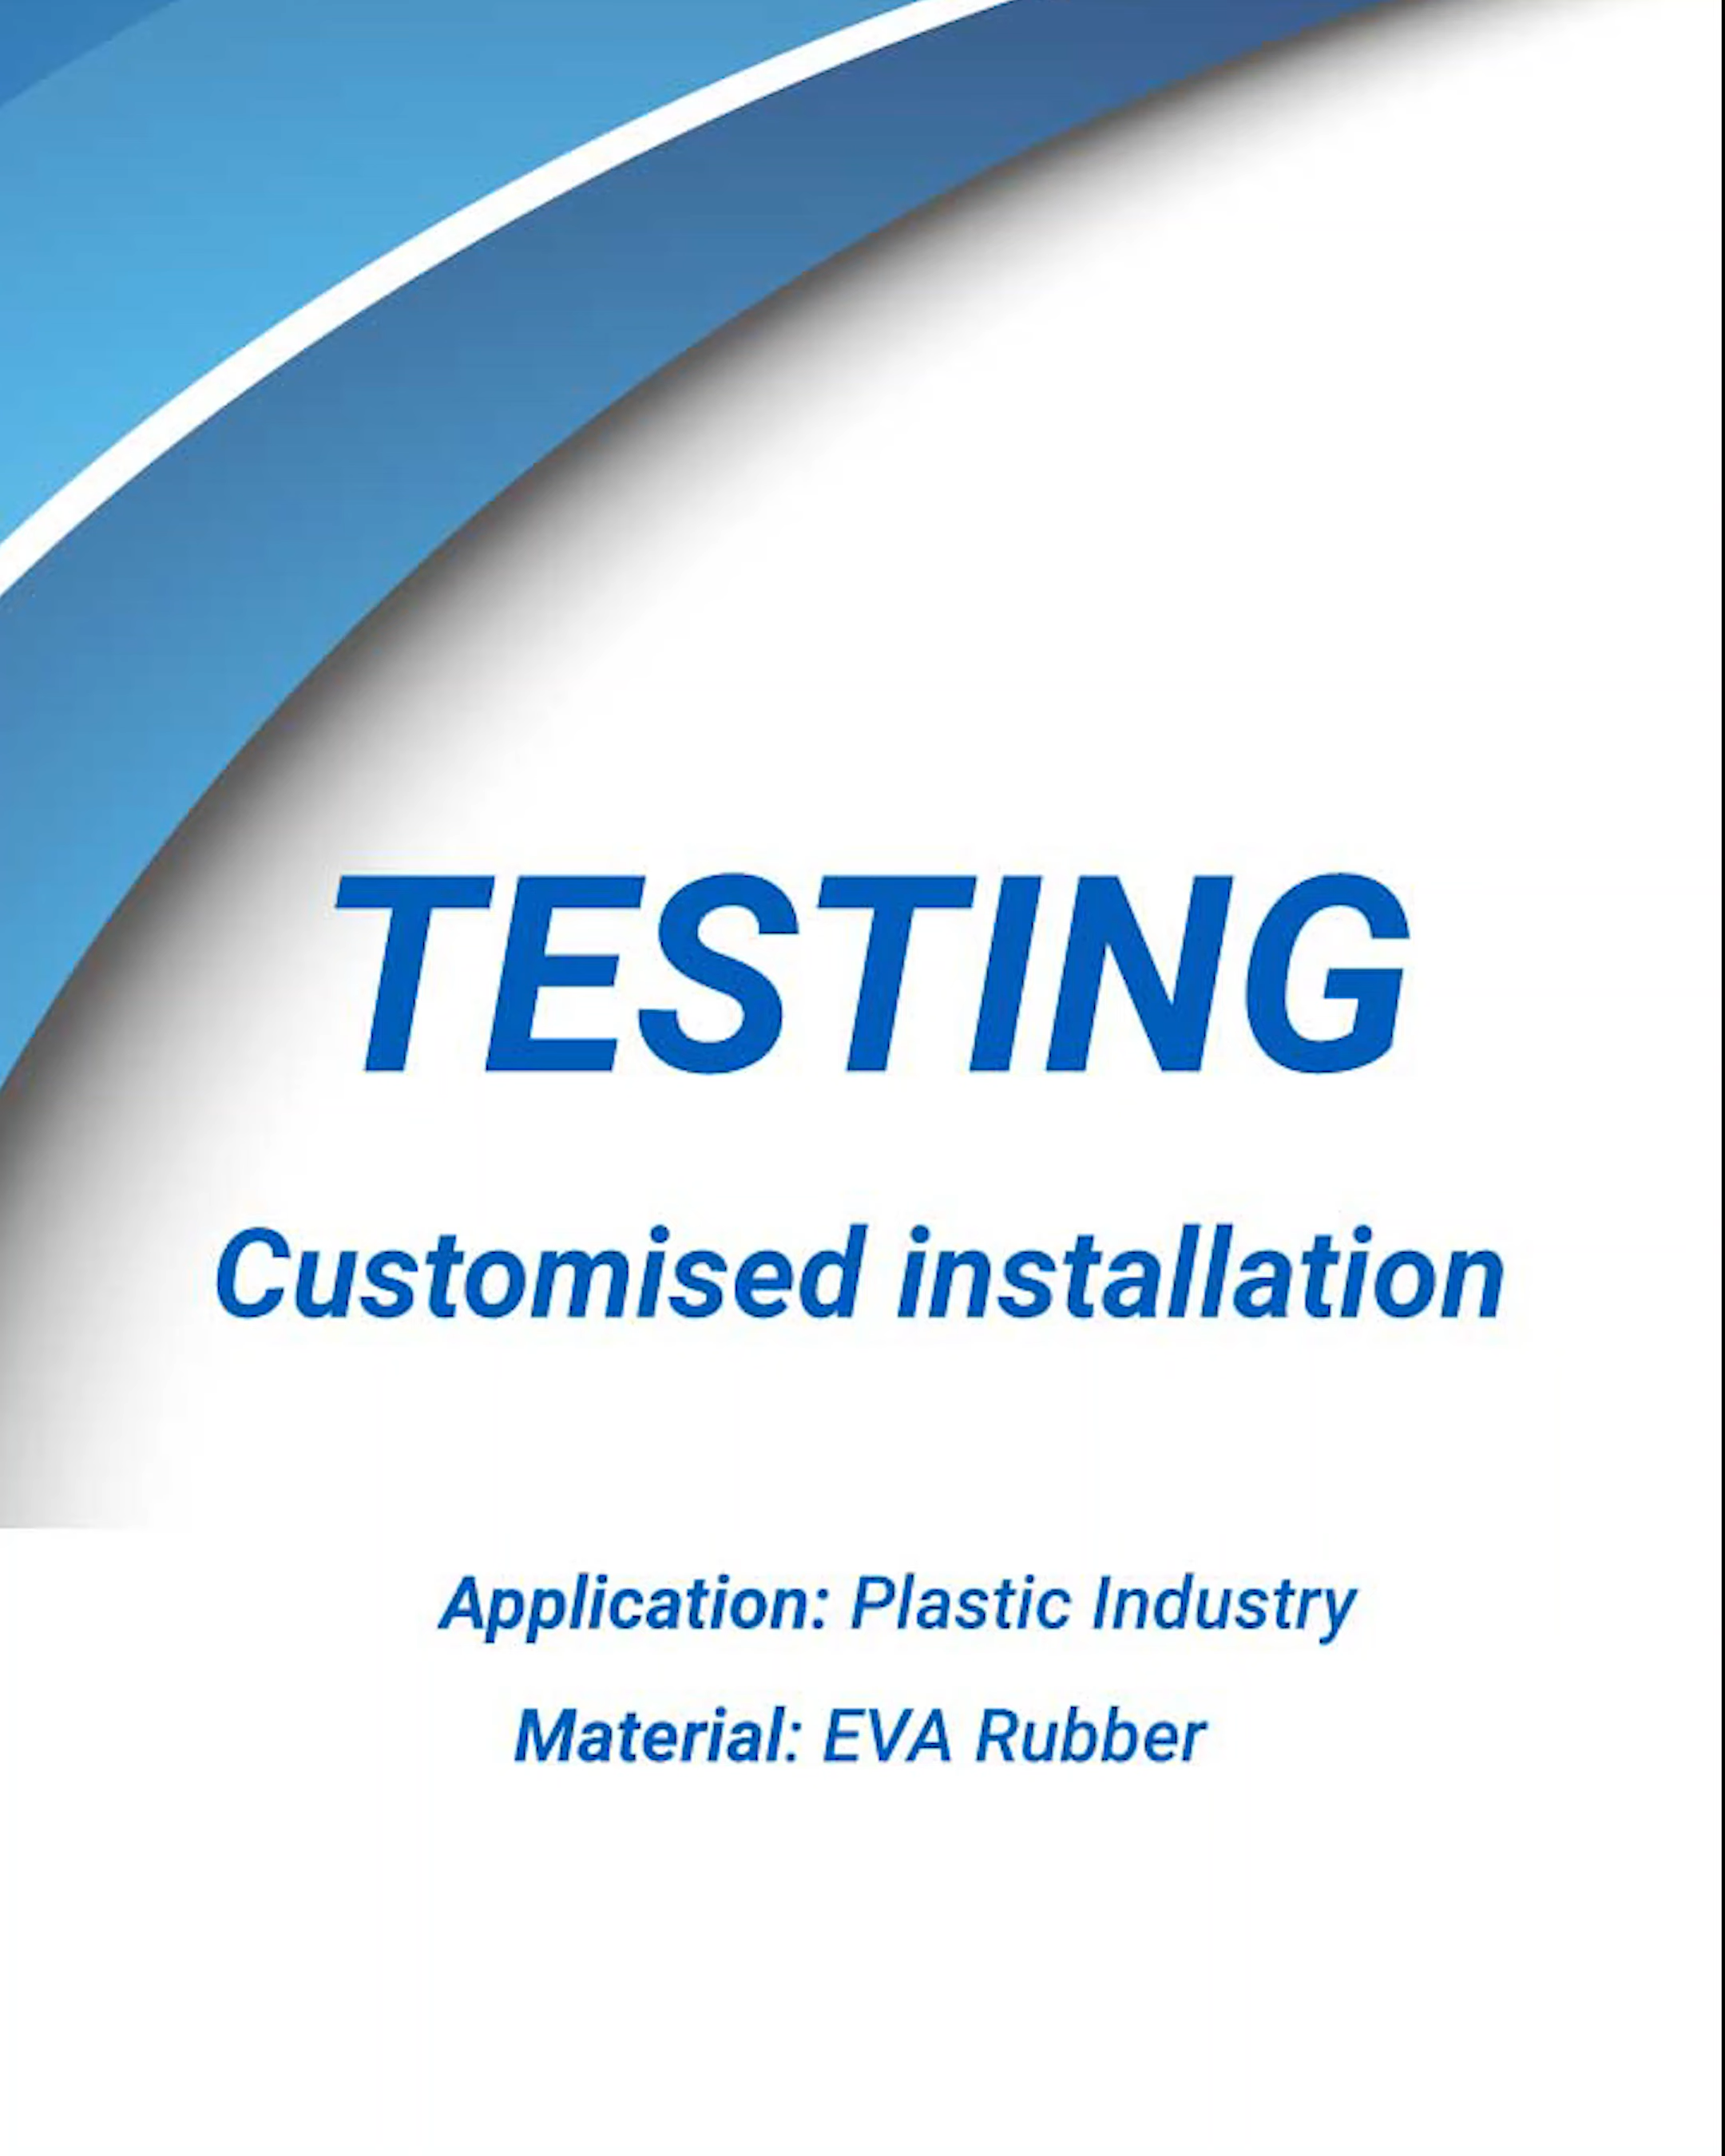 TESTING
Customised installation
Application: Plastic Industry
Material: EVA Rubber